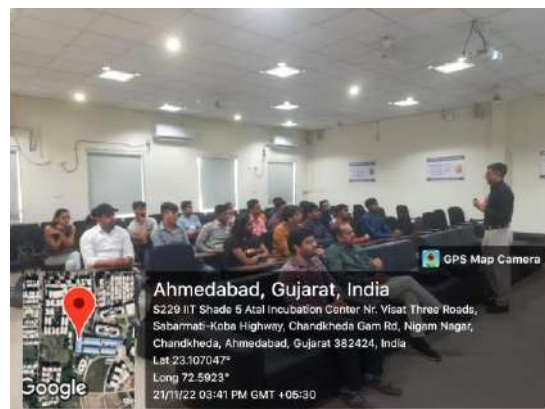 GPS Map Camera
Ahmedabad, Gujarat, India
S229 IIT Shade 5 Atal Incubation Center Nr. Visat Three Roads,
Sabarmati-Koba Highway, Chandkheda Gam Rd, Nigam Nagar,
Chandkheda, Ahmedabad, Gujarat 382424, India
Lat 23.107047°
Long 72.5923°
21/11/22 03:41 PM GMT +05:30
Google